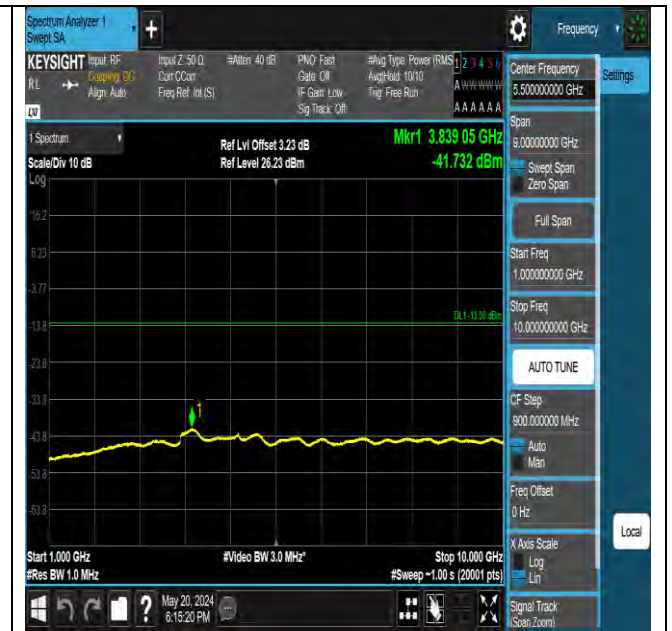 Spectrum Analyzer 1
Swept SA
+
Frequency
KEYSIGHT
Input: RF
Coupling: DC
Align: Auto
Input Z: 50 Ω
Corr CCorr
Freq Ref: Int (S)
#Atten: 40 dB
PNO: Fast
Gate: Off
IF Gain: Low
Sig Track: Off
#Avg Type: Power (RMS
Avg|Hold: 10/10
Trig: Free Run
1 2 3 4 5 6
A W W W W W
A A A A A A
RL
LXI
1 Spectrum
Scale/Div 10 dB
Log
Ref Lvl Offset 3.23 dB
Ref Level 26.23 dBm
Mkr1 3.839 05 GHz
-41.732 dBm
16.2
6.23
-3.77
DL1 -13.00 dBm
-13.8
-23.8
-33.8
1
-43.8
-53.8
-63.8
Start 1.000 GHz
#Res BW 1.0 MHz
#Video BW 3.0 MHz*
Stop 10.000 GHz
#Sweep ~1.00 s (20001 pts)
Center Frequency
5.500000000 GHz
Settings
Span
9.00000000 GHz
Swept Span
Zero Span
Full Span
Start Freq
1.000000000 GHz
Stop Freq
10.000000000 GHz
AUTO TUNE
CF Step
900.000000 MHz
Auto
Man
Freq Offset
0 Hz
X Axis Scale
Log
Lin
Local
Signal Track
(Span Zoom)
?
May 20, 2024
6:15:20 PM